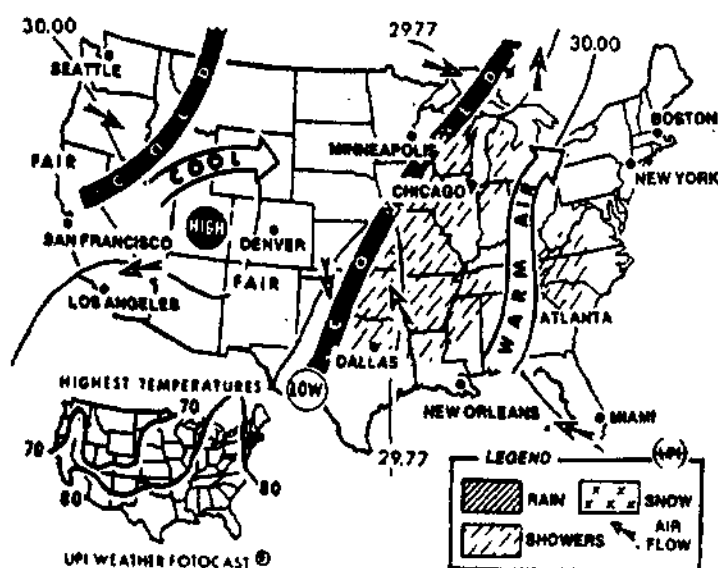 30.00
2977
30.00
SEATTLE
COLD
COLD
BOSTON
MINNEAPOLIS
NEW YORK
FAIR
COOL
CHICAGO
HIGH
DENVER
SAN FRANCISCO
WARM AIR
FAIR
LOS ANGELES
COLD
ATLANTA
DALLAS
HIGHEST TEMPERATURES
LOW
NEW ORLEANS
MIAMI
70
70
29.77
80
80
LEGEND
UPI
RAIN
SNOW
SHOWERS
AIR FLOW
UPI WEATHER FOTOCAST ®